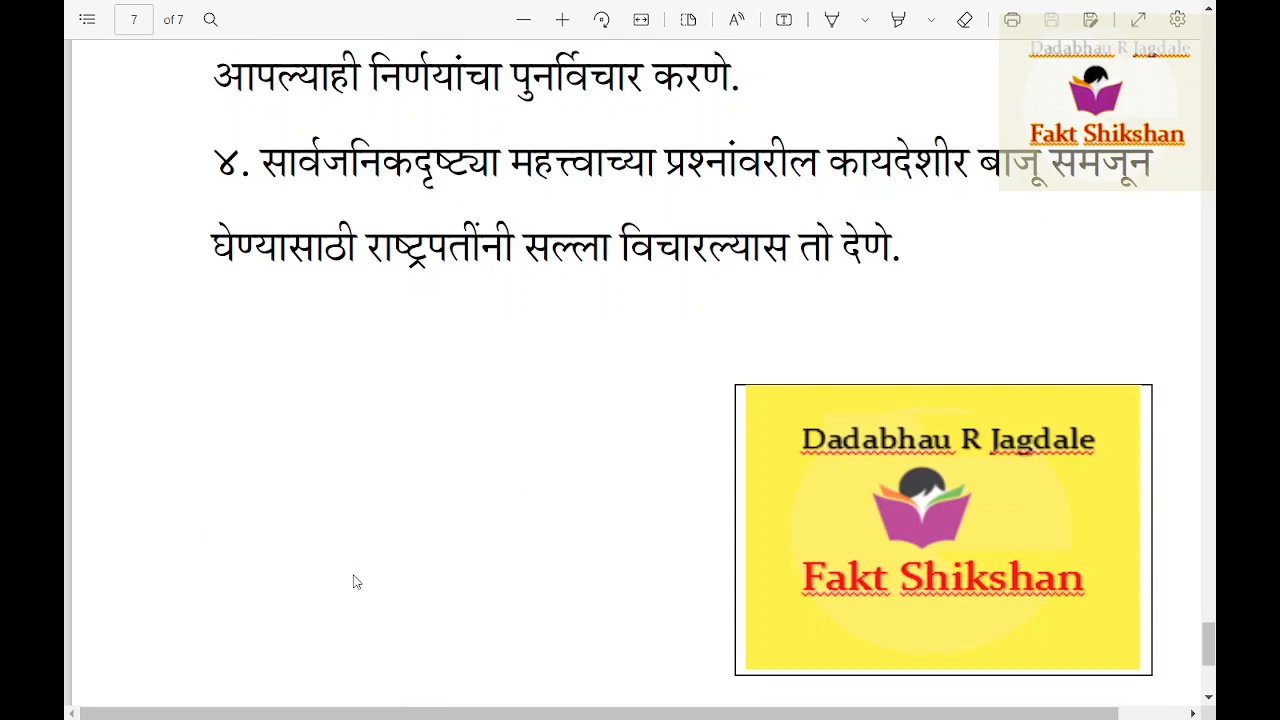 7 of 7
Dadabhau R Jagdale
Fakt Shikshan
आपल्याही निर्णयांचा पुनर्विचार करणे.
४. सार्वजनिकदृष्ट्या महत्त्वाच्या प्रश्नांवरील कायदेशीर बाजू समजून
घेण्यासाठी राष्ट्रपतींनी सल्ला विचारल्यास तो देणे.
Dadabhau R Jagdale
Fakt Shikshan